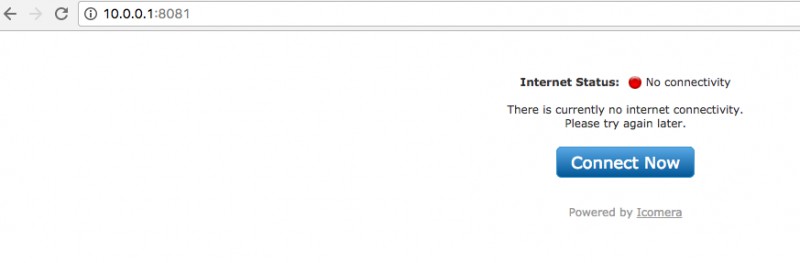 10.0.0.1:8081
Internet Status: No connectivity
There is currently no internet connectivity.
Please try again later.
Connect Now
Powered by Icomera